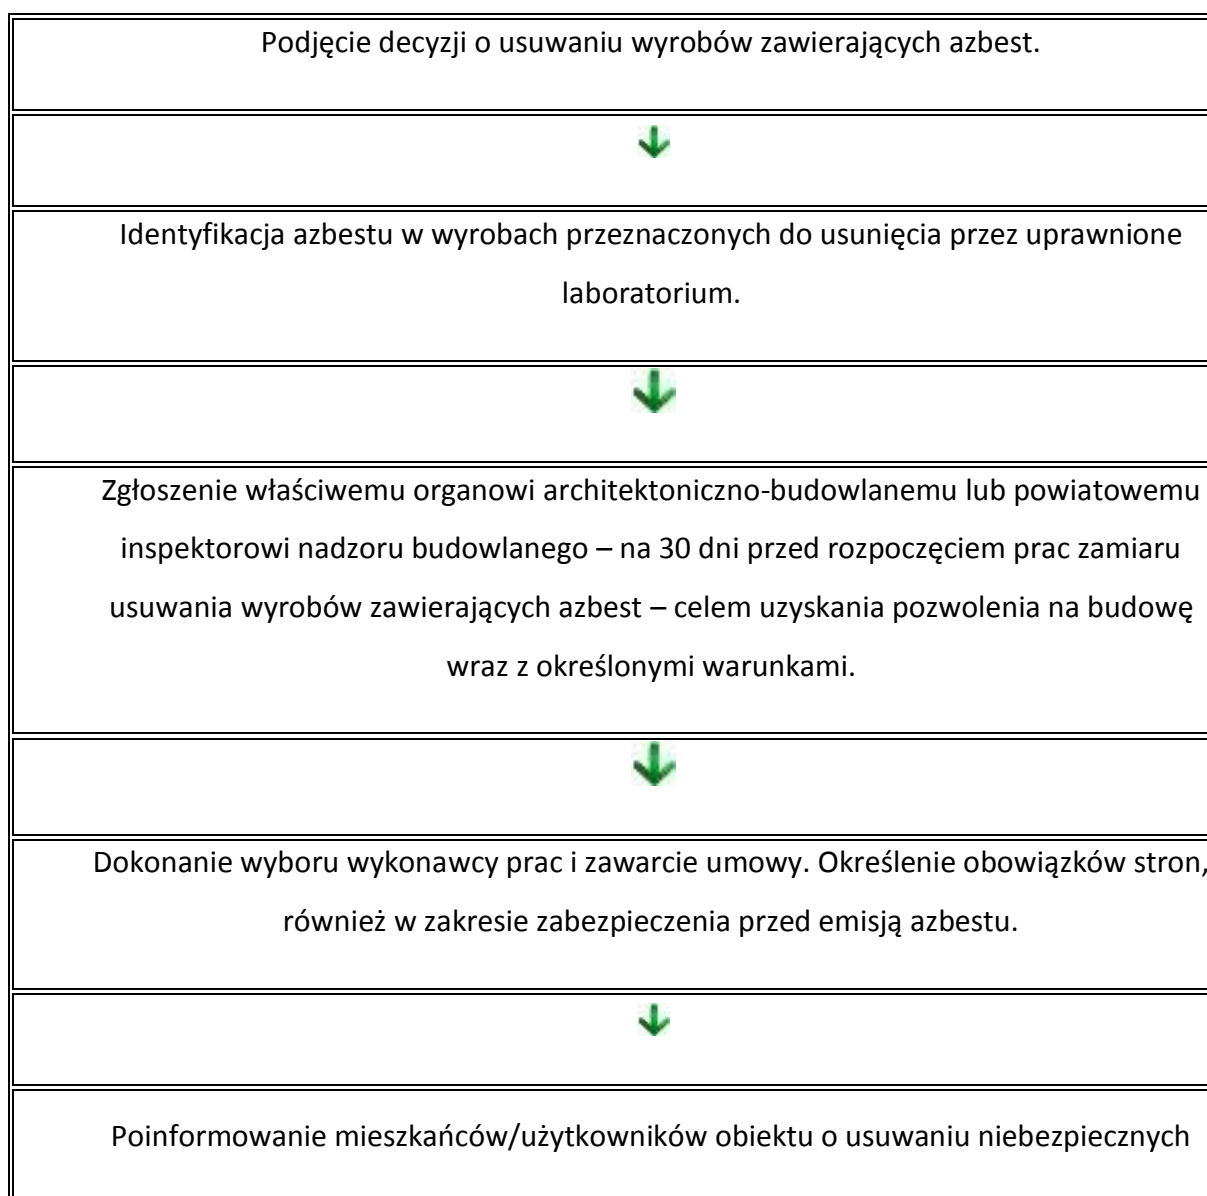 Podjęcie decyzji o usuwaniu wyrobów zawierających azbest.
Identyfikacja azbestu w wyrobach przeznaczonych do usunięcia przez uprawnione
laboratorium.
Zgłoszenie właściwemu organowi architektoniczno-budowlanemu lub powiatowemu
inspektorowi nadzoru budowlanego – na 30 dni przed rozpoczęciem prac zamiaru
usuwania wyrobów zawierających azbest – celem uzyskania pozwolenia na budowę
wraz z określonymi warunkami.
Dokonanie wyboru wykonawcy prac i zawarcie umowy. Określenie obowiązków stron,
również w zakresie zabezpieczenia przed emisją azbestu.
Poinformowanie mieszkańców/użytkowników obiektu o usuwaniu niebezpiecznych